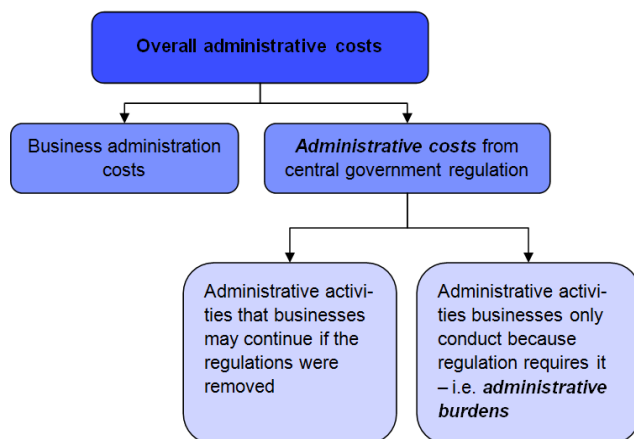 Overall administrative costs
Business administration
costs
Administrative costs from
central government regulation
Administrative activi-
ties that businesses
may continue if the
regulations were
removed
Administrative activi-
ties businesses only
conduct because
regulation requires it
– i.e. administrative
burdens